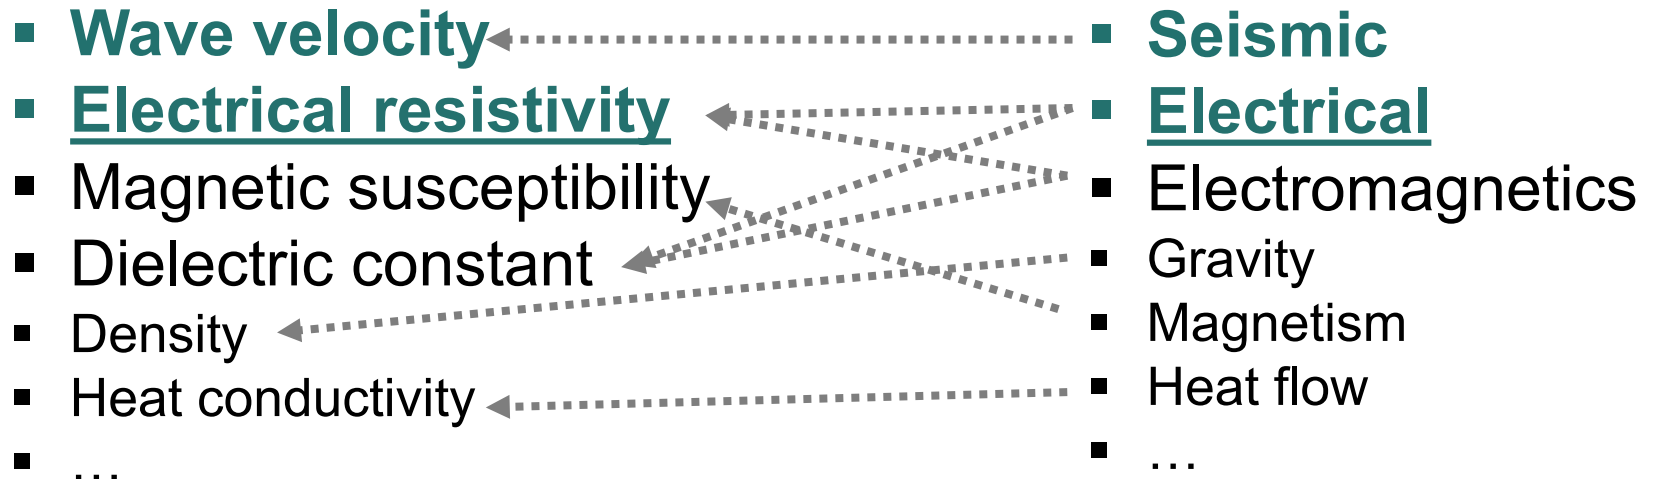 ▪ Wave velocity
▪ Electrical resistivity
▪ Magnetic susceptibility
▪ Dielectric constant
▪ Density
▪ Heat conductivity
▪ …
▪ Seismic
▪ Electrical
▪ Electromagnetics
▪ Gravity
▪ Magnetism
▪ Heat flow
▪ …